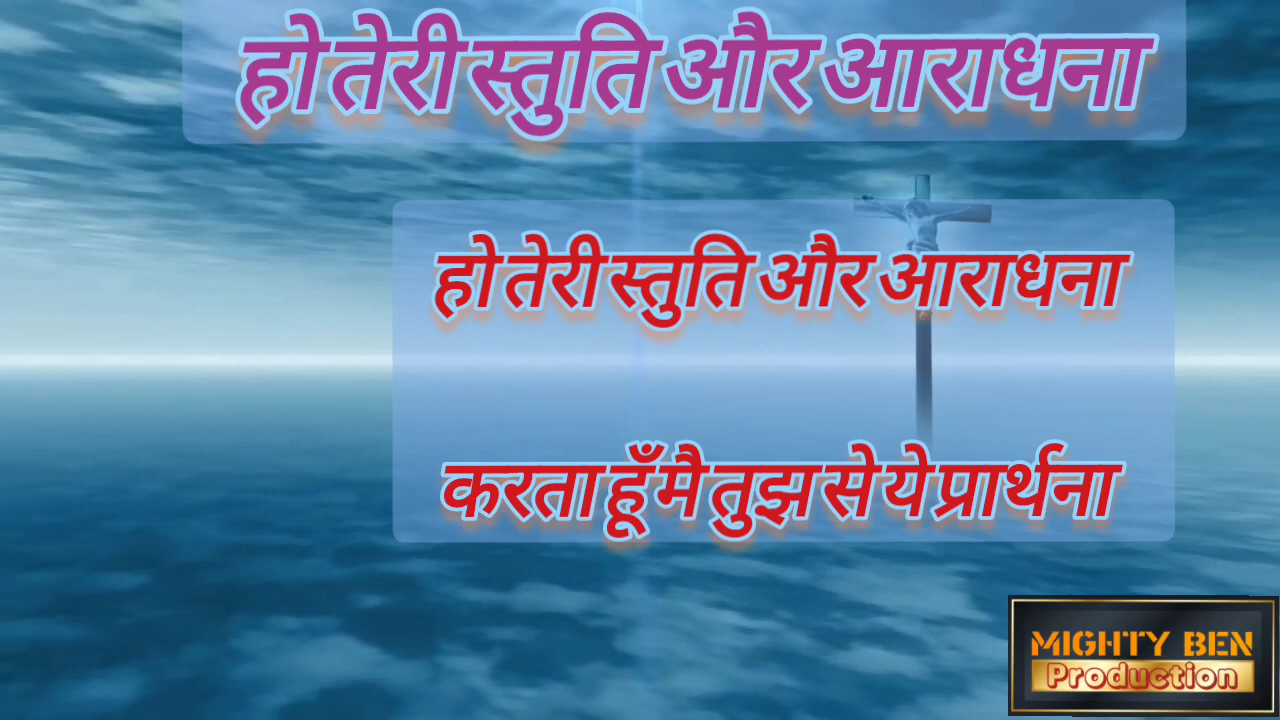 हो तेरी स्तुति और आराधना
हो तेरी स्तुति और आराधना
करता हूँ मै तुझ से ये प्रार्थना
MIGHTY BEN
Production